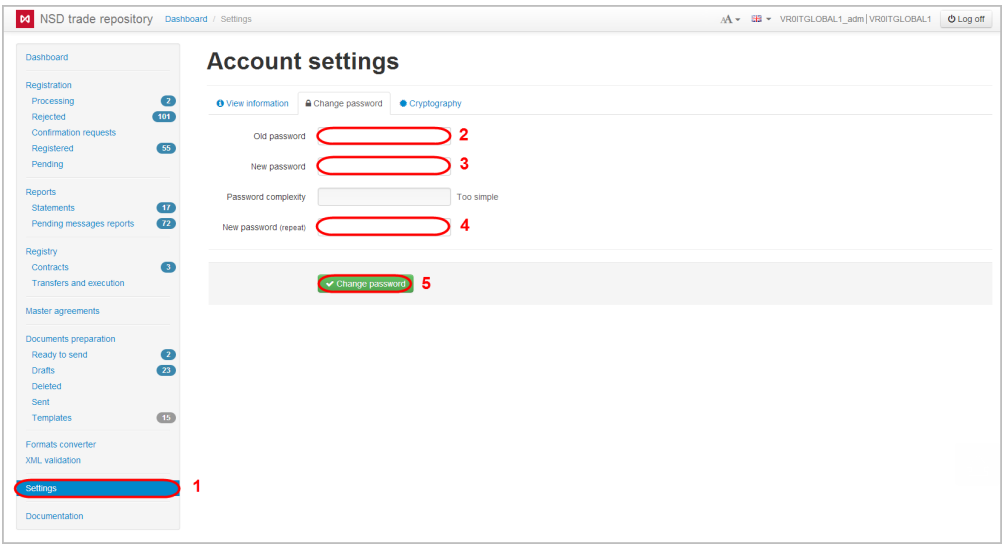 NSD trade repository Dashboard / Settings AA VR0ITGLOBAL1_adm | VR0ITGLOBAL1 Log off
Dashboard
Registration
Processing 2
Rejected 101
Confirmation requests
Registered 55
Pending
Reports
Statements 17
Pending messages reports 72
Registry
Contracts 3
Transfers and execution
Master agreements
Documents preparation
Ready to send 2
Drafts 23
Deleted
Sent
Templates 15
Formats converter
XML validation
Settings 1
Documentation
Account settings
View information Change password Cryptography
Old password 2
New password 3
Password complexity Too simple
New password (repeat) 4
Change password 5